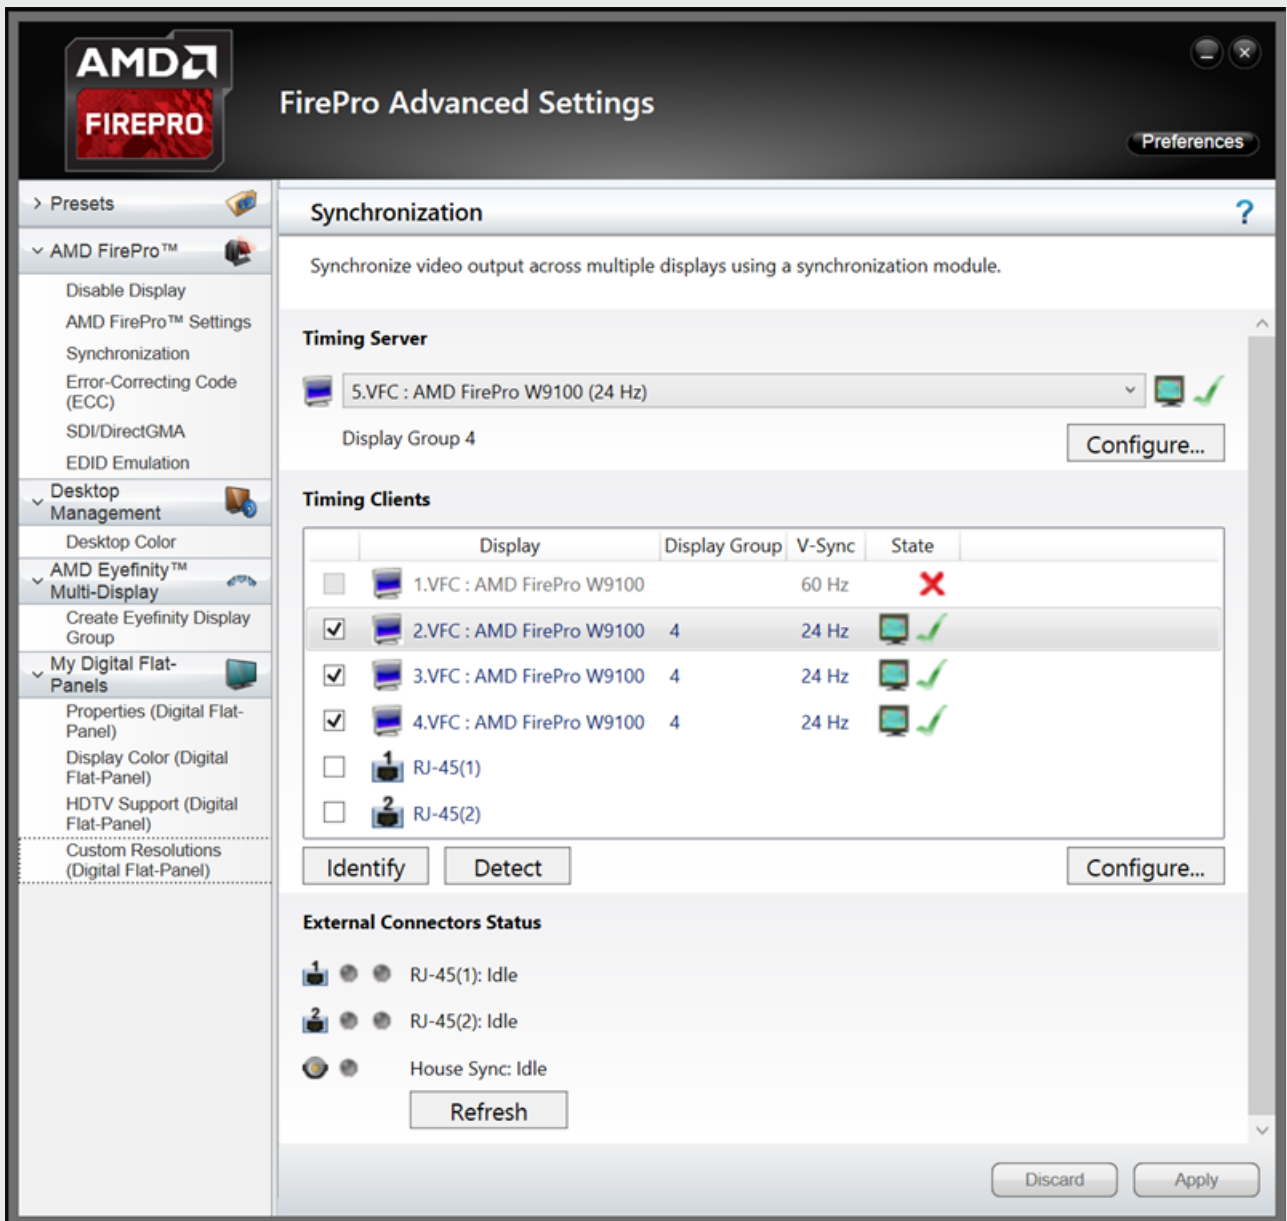 AMD
FIREPRO
FirePro Advanced Settings
Preferences
Presets
AMD FirePro™
Disable Display
AMD FirePro™ Settings
Synchronization
Error-Correcting Code
(ECC)
SDI/DirectGMA
EDID Emulation
Desktop
Management
Desktop Color
AMD Eyefinity™
Multi-Display
Create Eyefinity Display
Group
My Digital Flat-
Panels
Properties (Digital Flat-
Panel)
Display Color (Digital
Flat-Panel)
HDTV Support (Digital
Flat-Panel)
Custom Resolutions
(Digital Flat-Panel)
Synchronization ?
Synchronize video output across multiple displays using a synchronization module.
Timing Server
5.VFC : AMD FirePro W9100 (24 Hz)
Display Group 4
Configure...
Timing Clients
Display Display Group V-Sync State
1.VFC : AMD FirePro W9100 60 Hz
2.VFC : AMD FirePro W9100 4 24 Hz
3.VFC : AMD FirePro W9100 4 24 Hz
4.VFC : AMD FirePro W9100 4 24 Hz
1 RJ-45(1)
2 RJ-45(2)
Identify Detect Configure...
External Connectors Status
1 RJ-45(1): Idle
2 RJ-45(2): Idle
House Sync: Idle
Refresh
Discard Apply